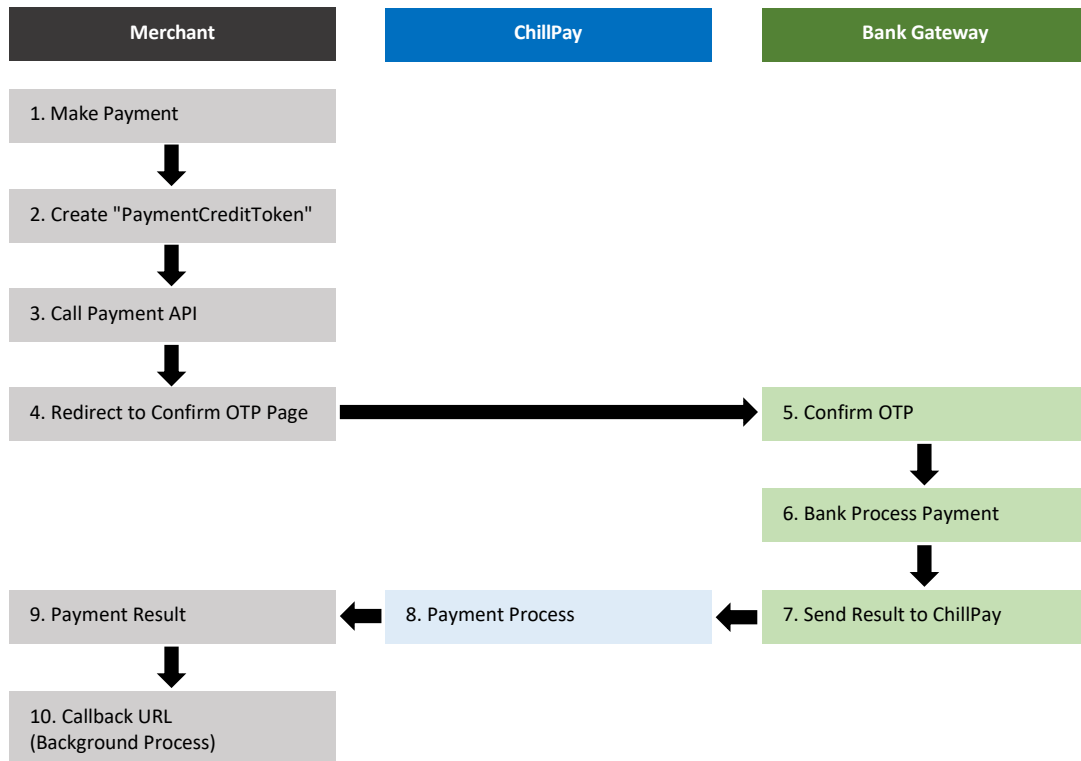 Merchant
ChillPay
Bank Gateway
1. Make Payment
2. Create "PaymentCreditToken"
3. Call Payment API
4. Redirect to Confirm OTP Page
5. Confirm OTP
6. Bank Process Payment
9. Payment Result
8. Payment Process
7. Send Result to ChillPay
10. Callback URL
(Background Process)